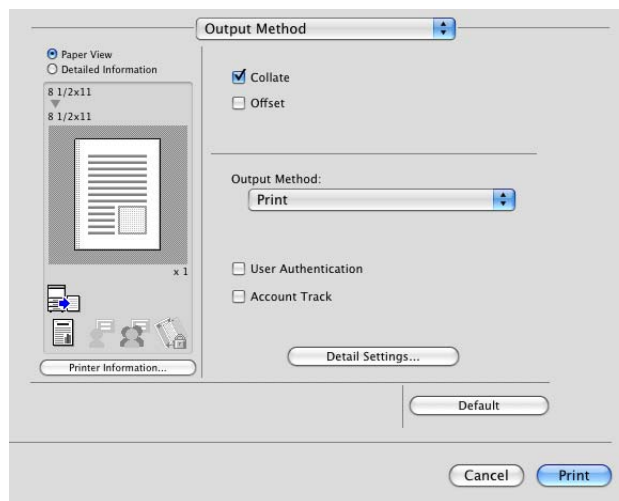 Output Method
Paper View
Detailed Information
8 1/2x11
8 1/2x11
x 1
Printer Information...
Collate
Offset
Output Method:
Print
User Authentication
Account Track
Detail Settings...
Default
Cancel
Print